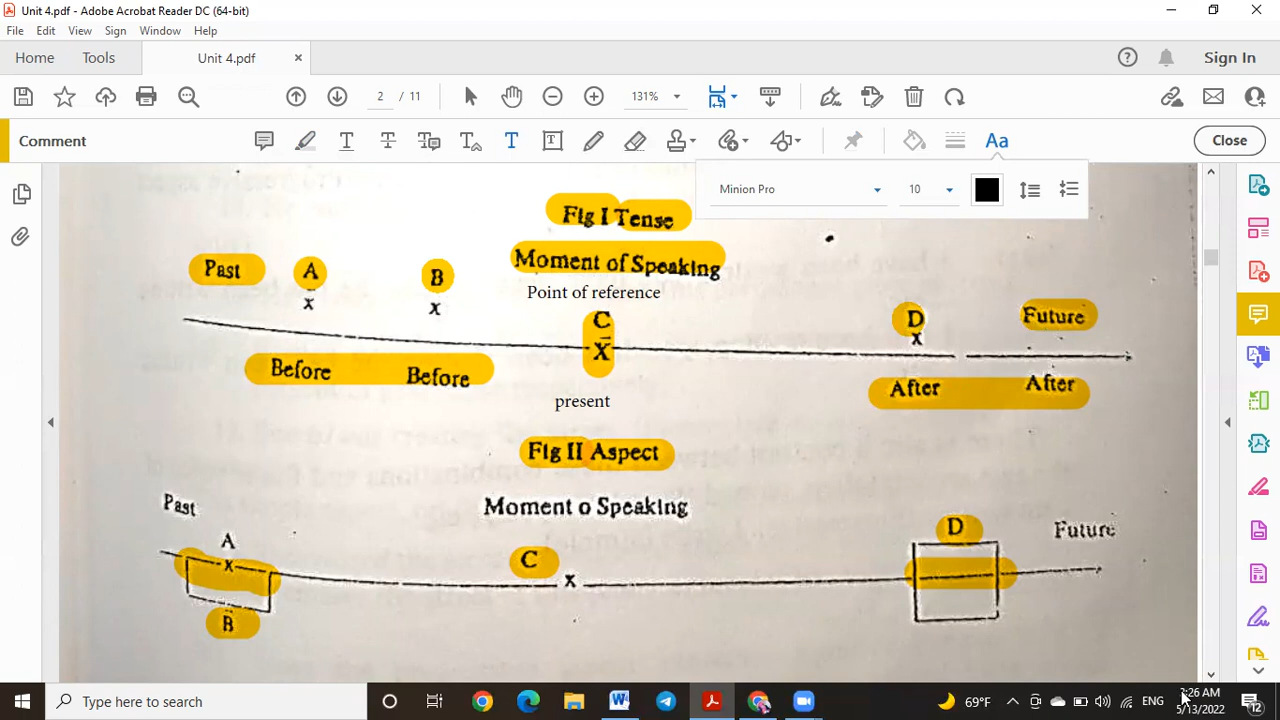 Unit 4.pdf - Adobe Acrobat Reader DC (64-bit)
File Edit View Sign Window Help
Home Tools Unit 4.pdf × Sign In
2 / 11 131%
Comment Close
Minion Pro 10
Fig I Tense
Moment of Speaking
Point of reference
Past A B
x x
C D Future
X x
Before Before After After
present
Fig II Aspect
Past Moment o Speaking
A D Future
x C x
B
Type here to search
69°F ENG
5/13/2022 12